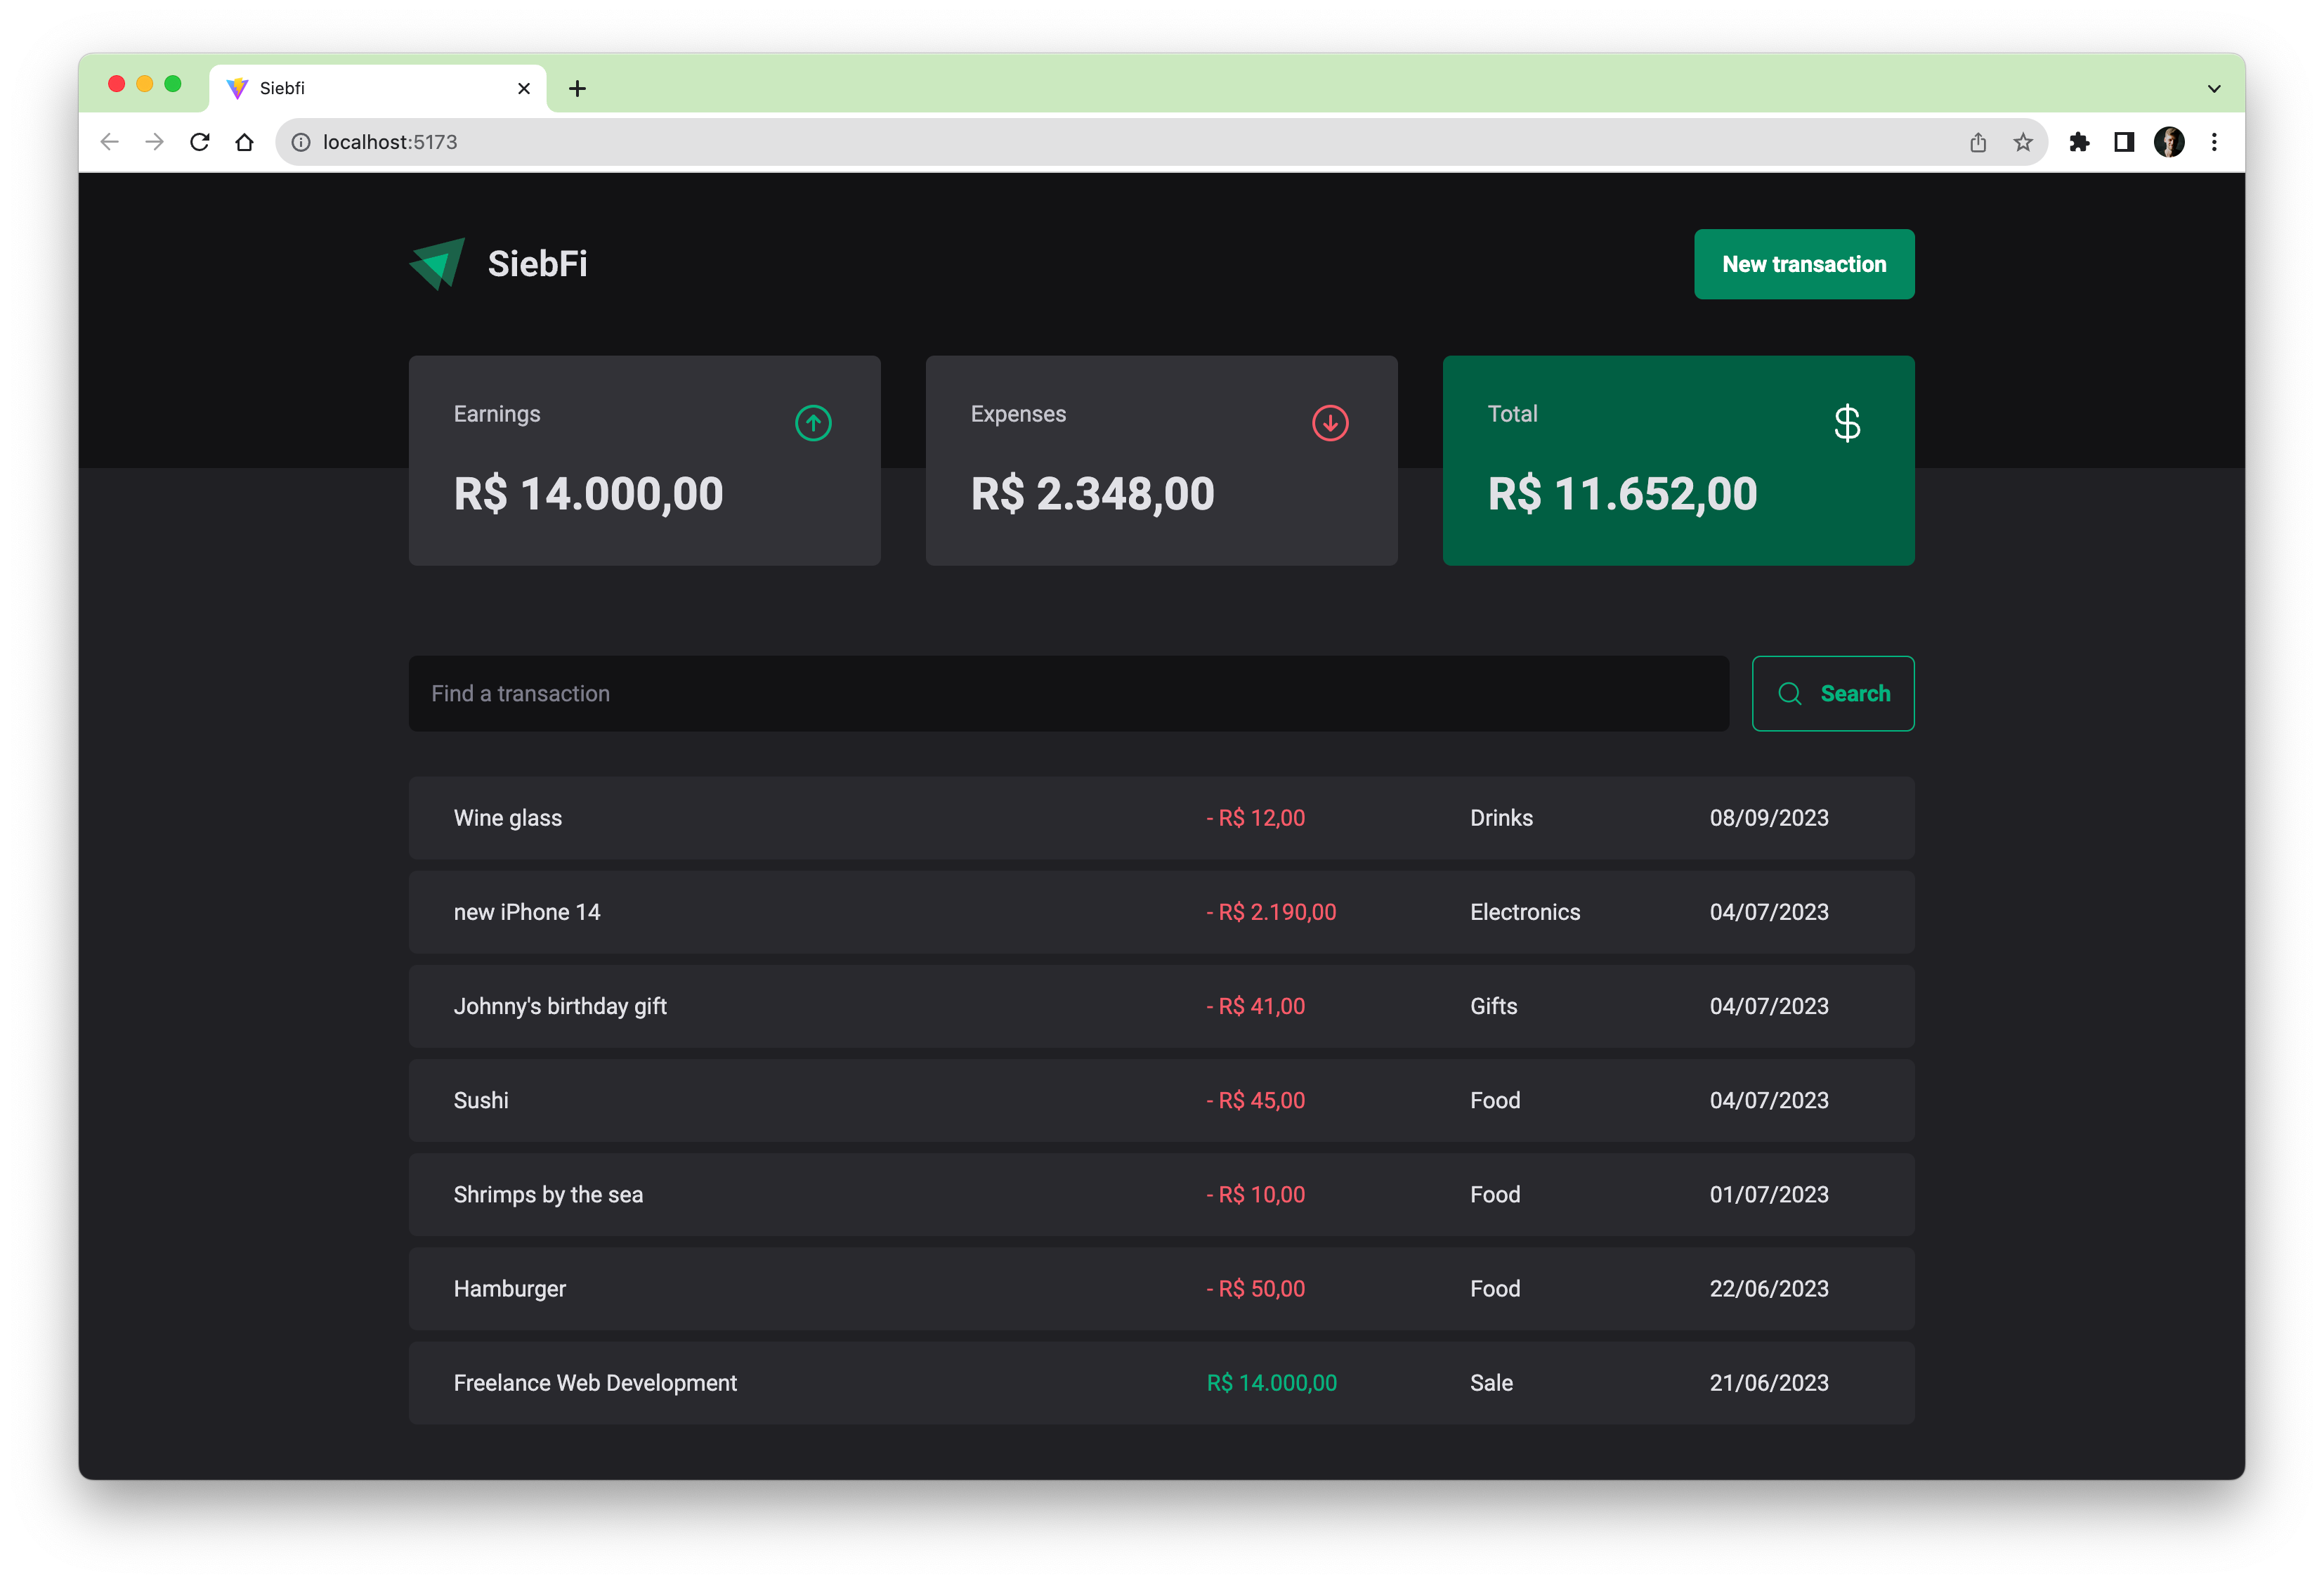 Siebfi
localhost:5173
SiebFi
New transaction
Earnings
R$ 14.000,00
Expenses
R$ 2.348,00
Total
$
R$ 11.652,00
Find a transaction
Search
Wine glass - R$ 12,00 Drinks 08/09/2023
new iPhone 14 - R$ 2.190,00 Electronics 04/07/2023
Johnny's birthday gift - R$ 41,00 Gifts 04/07/2023
Sushi - R$ 45,00 Food 04/07/2023
Shrimps by the sea - R$ 10,00 Food 01/07/2023
Hamburger - R$ 50,00 Food 22/06/2023
Freelance Web Development R$ 14.000,00 Sale 21/06/2023